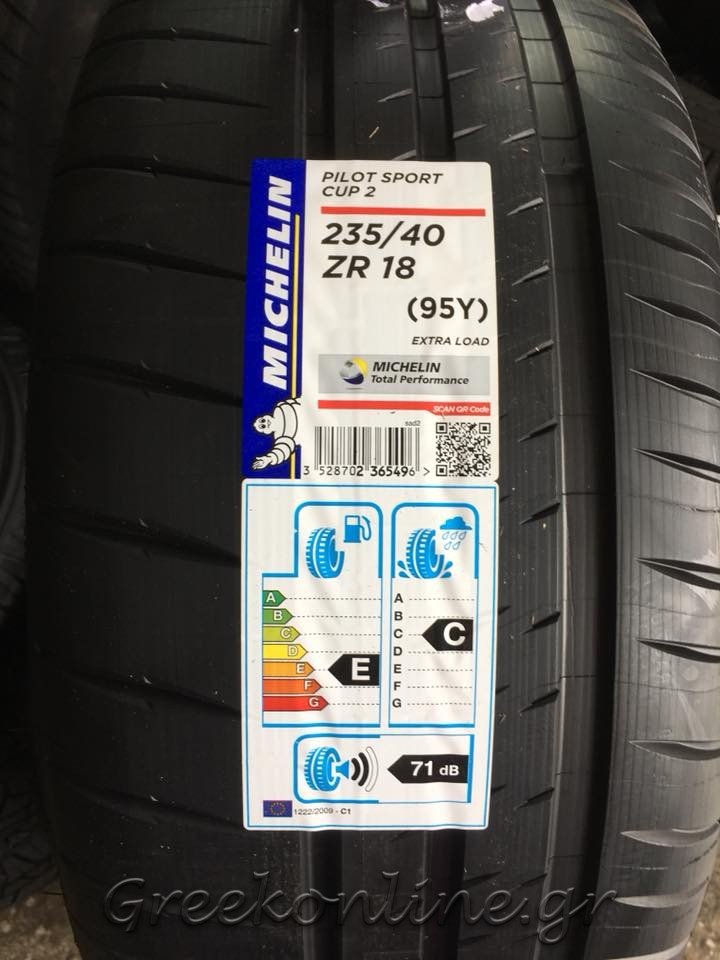 MICHELIN
PILOT SPORT
CUP 2
235/40
ZR 18
(95Y)
EXTRA LOAD
MICHELIN
Total Performance
SCAN QR Code
sad2
3 528702 365496 >
A
B
C
D
E
F
G
E
A
B
C
D
E
F
G
C
71 dB
1222/2009 - C1
Greekonline.gr